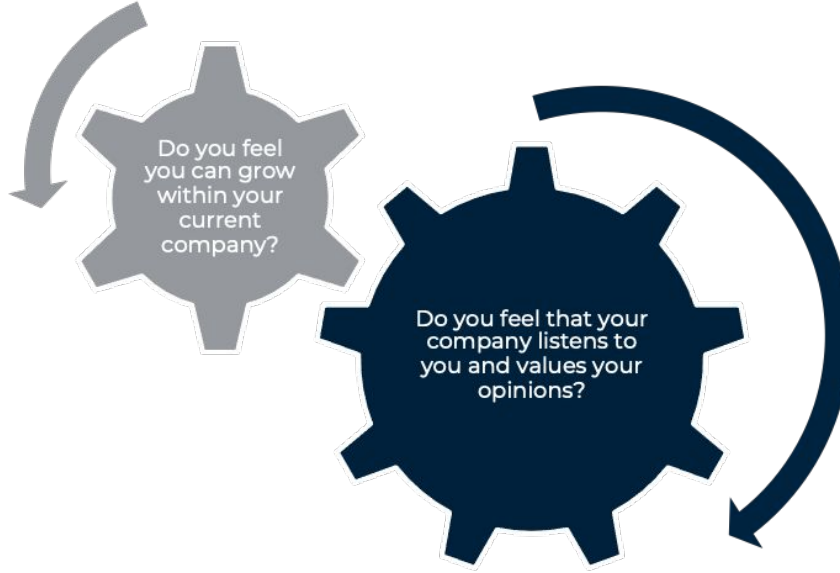 Do you feel
you can grow
within your
current
company?
Do you feel that your
company listens to
you and values your
opinions?